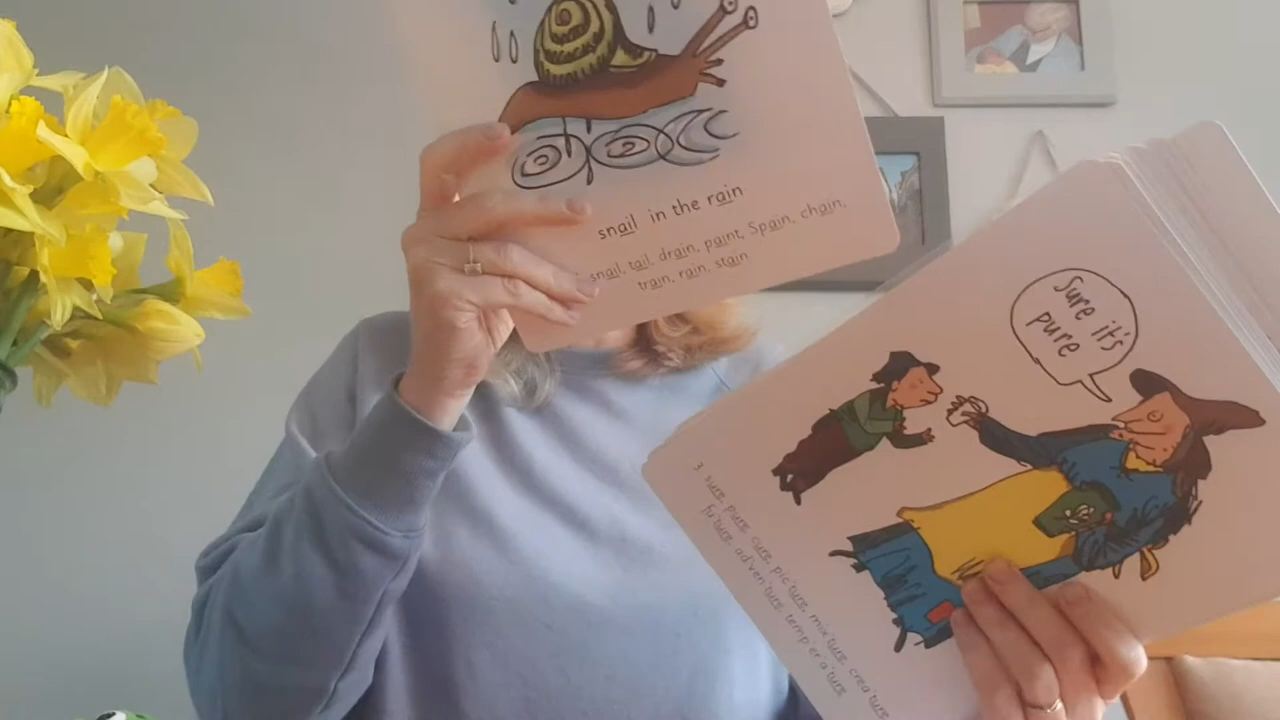 snail in the rain
snail, tail, drain, paint, Spain, chain,
train, rain, stain
Sure it's
pure
3 sure, pure, cure, pic'ture, mix'ture, crea'ture
fu'ture, ad'ven'ture, temp'er'a'ture